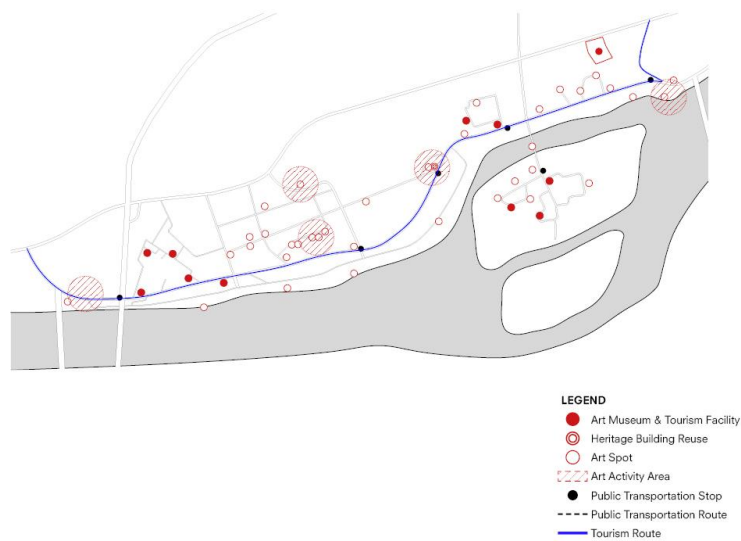 LEGEND
Art Museum & Tourism Facility
Heritage Building Reuse
Art Spot
Art Activity Area
Public Transportation Stop
Public Transportation Route
Tourism Route